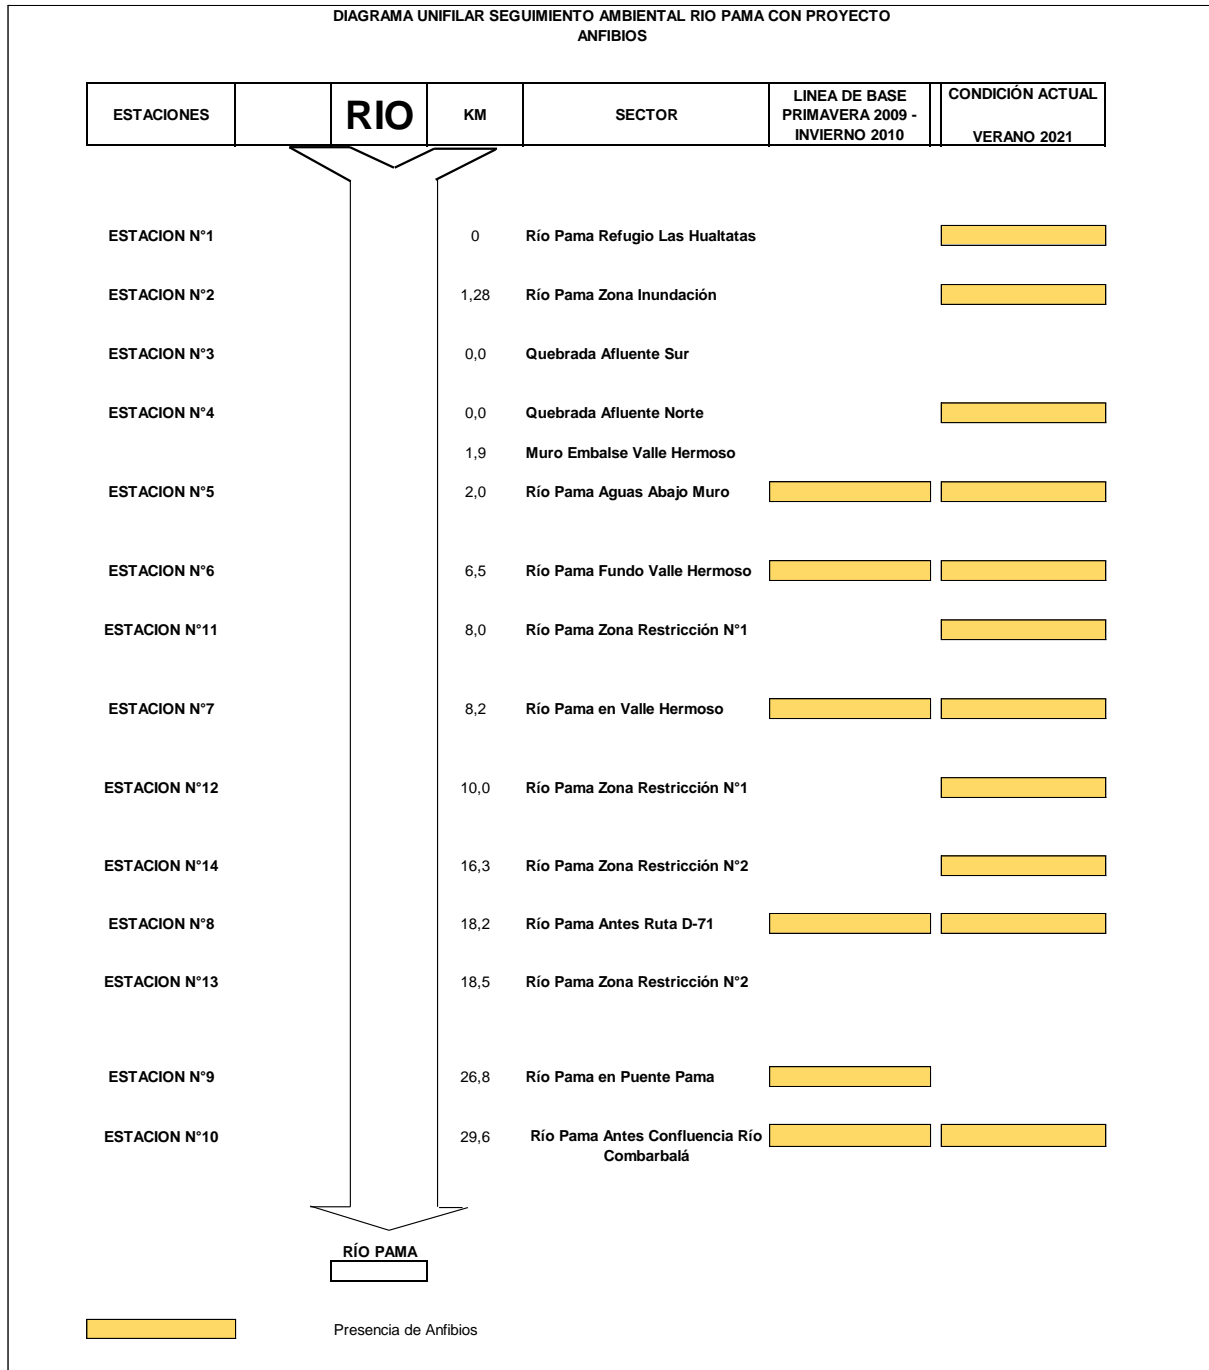 DIAGRAMA UNIFILAR SEGUIMIENTO AMBIENTAL RIO PAMA CON PROYECTO
ANFIBIOS
ESTACIONES RIO KM SECTOR LINEA DE BASE PRIMAVERA 2009 - INVIERNO 2010 CONDICIÓN ACTUAL VERANO 2021
ESTACION N°1 0 Río Pama Refugio Las Hualtatas
ESTACION N°2 1,28 Río Pama Zona Inundación
ESTACION N°3 0,0 Quebrada Afluente Sur
ESTACION N°4 0,0 Quebrada Afluente Norte
1,9 Muro Embalse Valle Hermoso
ESTACION N°5 2,0 Río Pama Aguas Abajo Muro
ESTACION N°6 6,5 Río Pama Fundo Valle Hermoso
ESTACION N°11 8,0 Río Pama Zona Restricción N°1
ESTACION N°7 8,2 Río Pama en Valle Hermoso
ESTACION N°12 10,0 Río Pama Zona Restricción N°1
ESTACION N°14 16,3 Río Pama Zona Restricción N°2
ESTACION N°8 18,2 Río Pama Antes Ruta D-71
ESTACION N°13 18,5 Río Pama Zona Restricción N°2
ESTACION N°9 26,8 Río Pama en Puente Pama
ESTACION N°10 29,6 Río Pama Antes Confluencia Río
Combarbalá
RÍO PAMA
Presencia de Anfibios